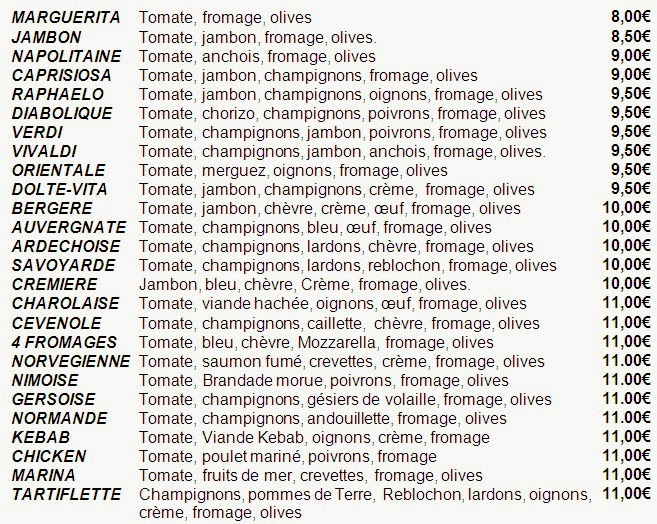 MARGUERITA Tomate, fromage, olives 8,00€
JAMBON Tomate, jambon, fromage, olives. 8,50€
NAPOLITAINE Tomate, anchois, fromage, olives 9,00€
CAPRISIOSA Tomate, jambon, champignons, fromage, olives 9,00€
RAPHAELO Tomate, jambon, champignons, oignons, fromage, olives 9,50€
DIABOLIQUE Tomate, chorizo, champignons, poivrons, fromage, olives 9,50€
VERDI Tomate, champignons, jambon, poivrons, fromage, olives 9,50€
VIVALDI Tomate, champignons, jambon, anchois, fromage, olives. 9,50€
ORIENTALE Tomate, merguez, oignons, fromage, olives 9,50€
DOLTE-VITA Tomate, jambon, champignons, crème, fromage, olives 9,50€
BERGERE Tomate, jambon, chèvre, crème, œuf, fromage, olives 10,00€
AUVERGNATE Tomate, champignons, bleu, œuf, fromage, olives 10,00€
ARDECHOISE Tomate, champignons, lardons, chèvre, fromage, olives 10,00€
SAVOYARDE Tomate, champignons, lardons, reblochon, fromage, olives 10,00€
CREMIERE Jambon, bleu, chèvre, Crème, fromage, olives. 10,00€
CHAROLAISE Tomate, viande hachée, oignons, œuf, fromage, olives 11,00€
CEVENOLE Tomate, champignons, caillette, chèvre, fromage, olives 11,00€
4 FROMAGES Tomate, bleu, chèvre, Mozzarella, fromage, olives 11,00€
NORVEGIENNE Tomate, saumon fumé, crevettes, crème, fromage, olives 11.00€
NIMOISE Tomate, Brandade morue, poivrons, fromage, olives 11.00€
GERSOISE Tomate, champignons, gésiers de volaille, fromage, olives 11.00€
NORMANDE Tomate, champignons, andouillette, fromage, olives 11.00€
KEBAB Tomate, Viande Kebab, oignons, crème, fromage 11,00€
CHICKEN Tomate, poulet mariné, poivrons, fromage 11,00€
MARINA Tomate, fruits de mer, crevettes, fromage, olives 11,00€
TARTIFLETTE Champignons, pommes de Terre, Reblochon, lardons, oignons, 11,00€
crème, fromage, olives